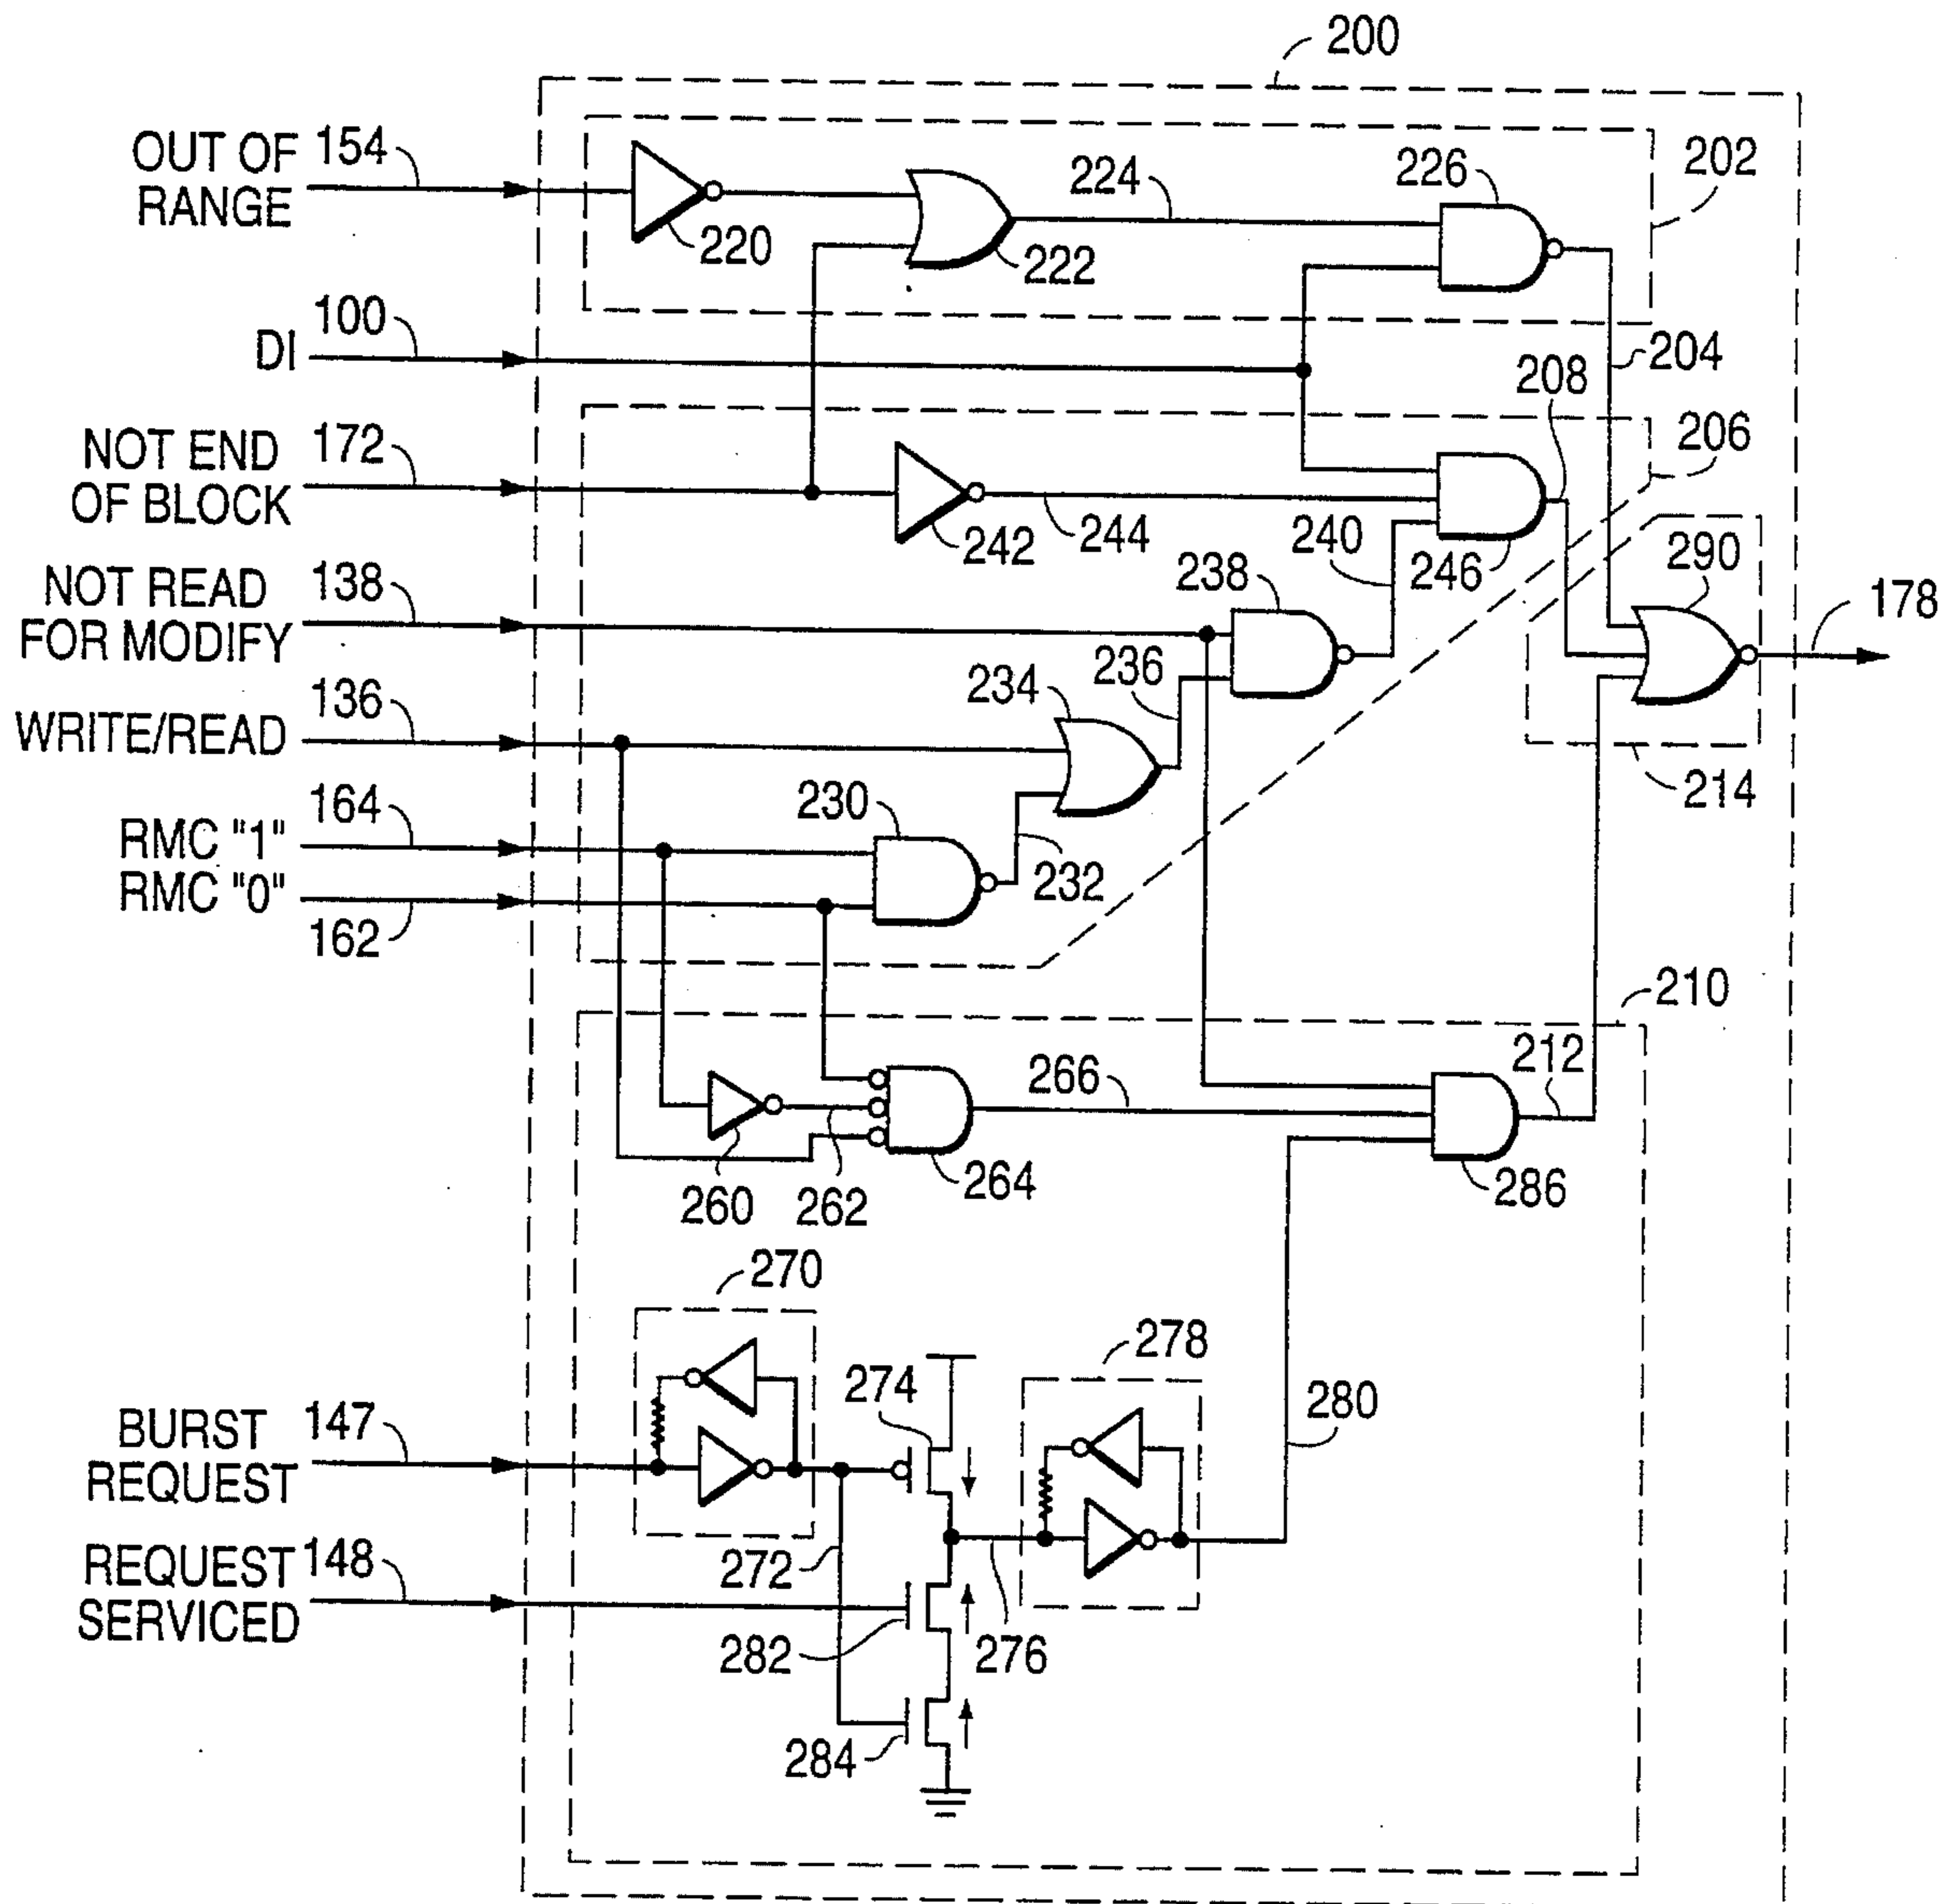 200
OUT OF 154
RANGE
220
222
224
226
202
DI 100
204
208
NOT END 172
OF BLOCK
242
244
240
246
206
290
NOT READ 138
FOR MODIFY
238
178
WRITE/READ 136
234
236
214
RMC "1" 164
RMC "0"
162
230
232
210
260
262
264
266
212
286
270
274
278
280
BURST 147
REQUEST
272
REQUEST 148
SERVICED
282
276
284